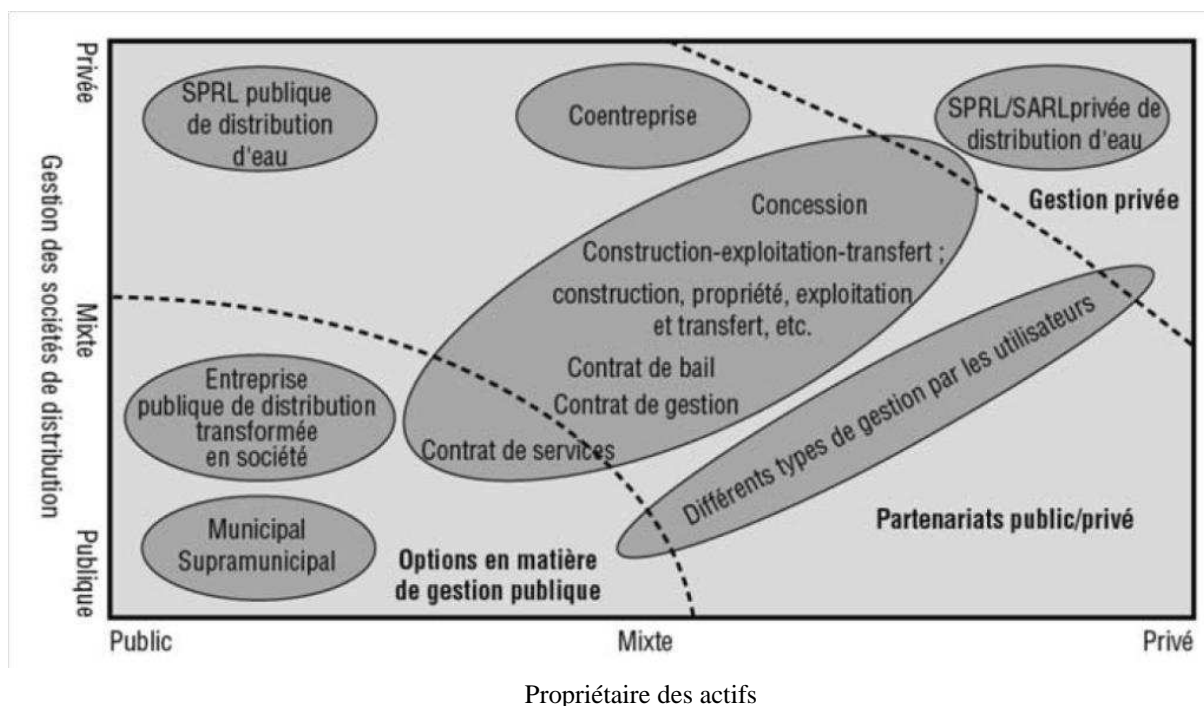 Privée
Mixte
Publique
Gestion des sociétés de distribution
SPRL publique
de distribution
d'eau
Coentreprise
SPRL/SARLprivée de
distribution d'eau
Gestion privée
Concession
Construction-exploitation-transfert ;
construction, propriété, exploitation
et transfert, etc.
Contrat de bail
Contrat de gestion
Contrat de services
Entreprise
publique de distribution
transformée
en société
Différents types de gestion par les utilisateurs
Municipal
Supramunicipal
Options en matière
de gestion publique
Partenariats public/privé
Public
Mixte
Privé
Propriétaire des actifs